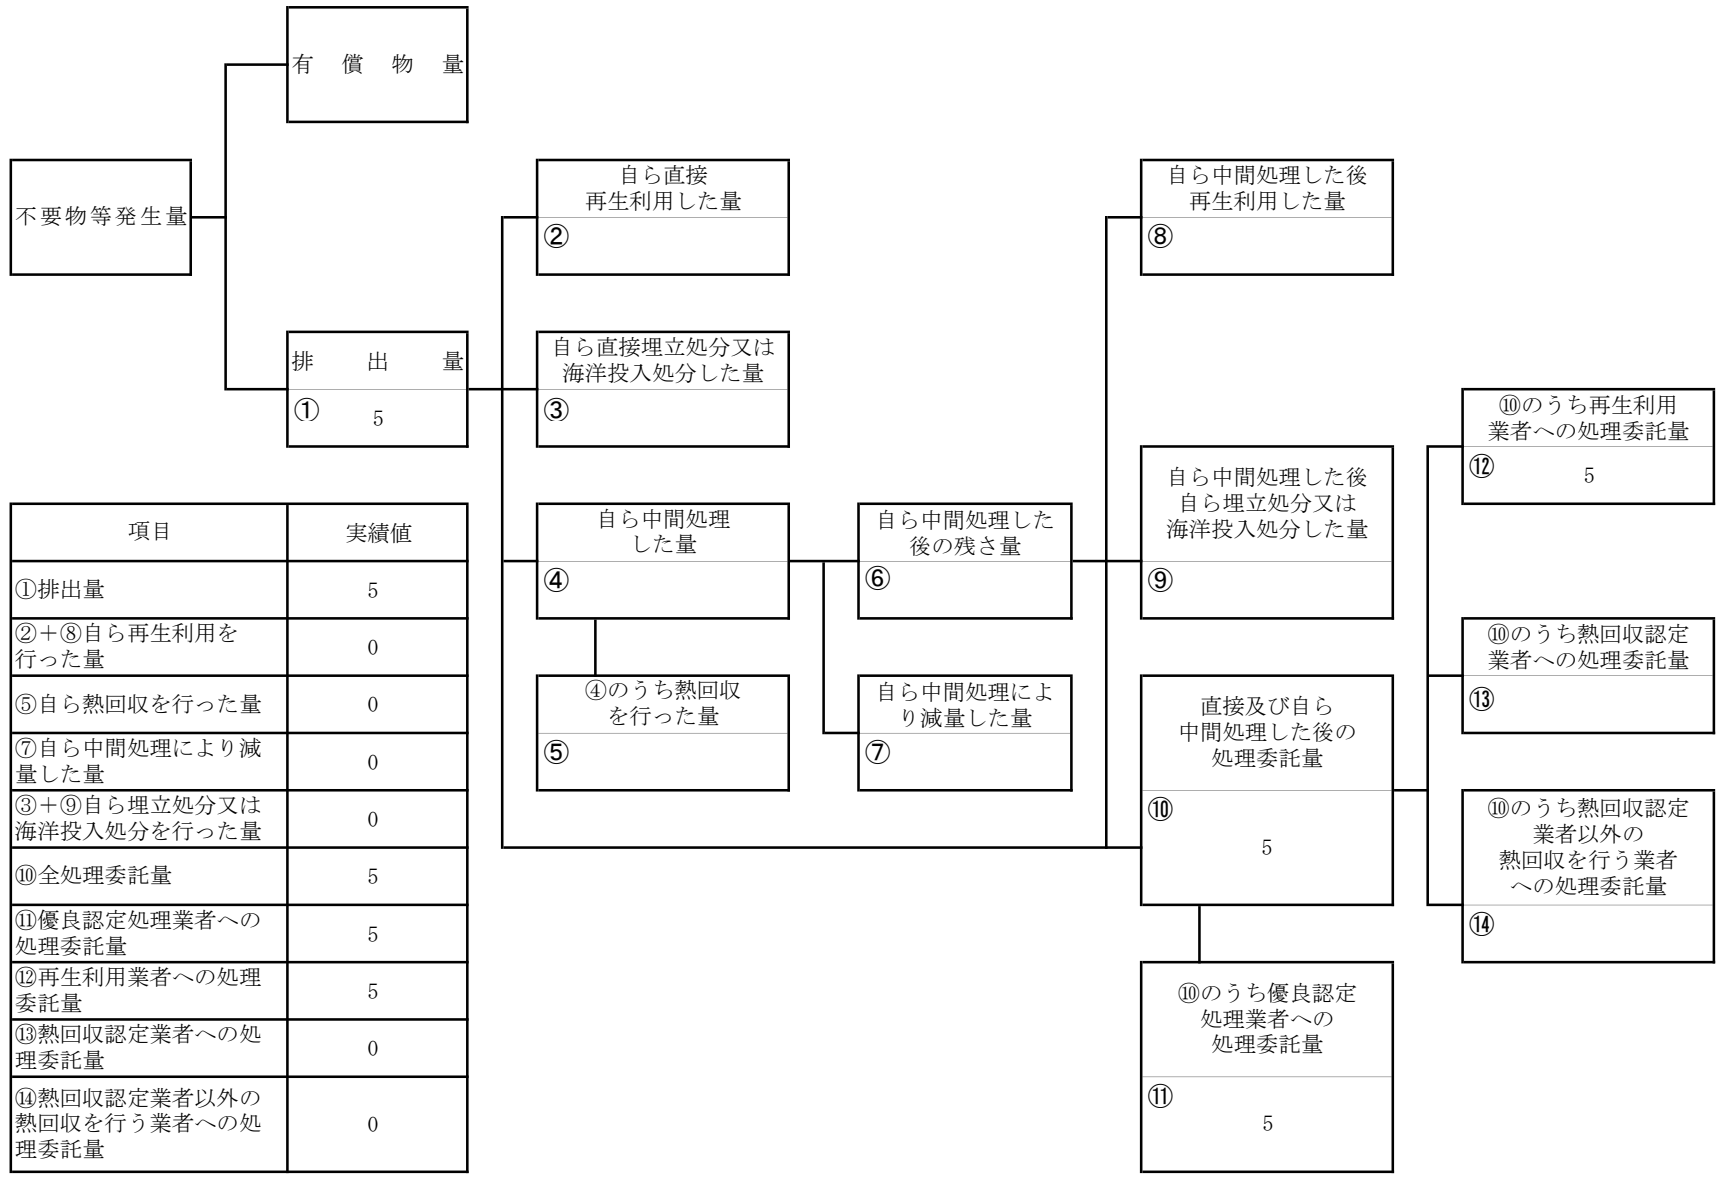 有償物量
不要物等発生量
排出量
① 5
自ら直接
再生利用した量
②
自ら直接埋立処分又は
海洋投入処分した量
③
自ら中間処理
した量
④
④のうち熱回収
を行った量
⑤
自ら中間処理した
後の残さ量
⑥
自ら中間処理によ
り減量した量
⑦
自ら中間処理した後
再生利用した量
⑧
自ら中間処理した後
自ら埋立処分又は
海洋投入処分した量
⑨
直接及び自ら
中間処理した後の
処理委託量
⑩
5
⑩のうち優良認定
処理業者への
処理委託量
⑪
5
⑩のうち再生利用
業者への処理委託量
⑫ 5
⑩のうち熱回収認定
業者への処理委託量
⑬
⑩のうち熱回収認定
業者以外の
熱回収を行う業者
への処理委託量
⑭
項目 実績値
①排出量 5
②＋⑧自ら再生利用を
行った量 0
⑤自ら熱回収を行った量 0
⑦自ら中間処理により減
量した量 0
③＋⑨自ら埋立処分又は
海洋投入処分を行った量 0
⑩全処理委託量 5
⑪優良認定処理業者への
処理委託量 5
⑫再生利用業者への処理
委託量 5
⑬熱回収認定業者への処
理委託量 0
⑭熱回収認定業者以外の
熱回収を行う業者への処
理委託量 0